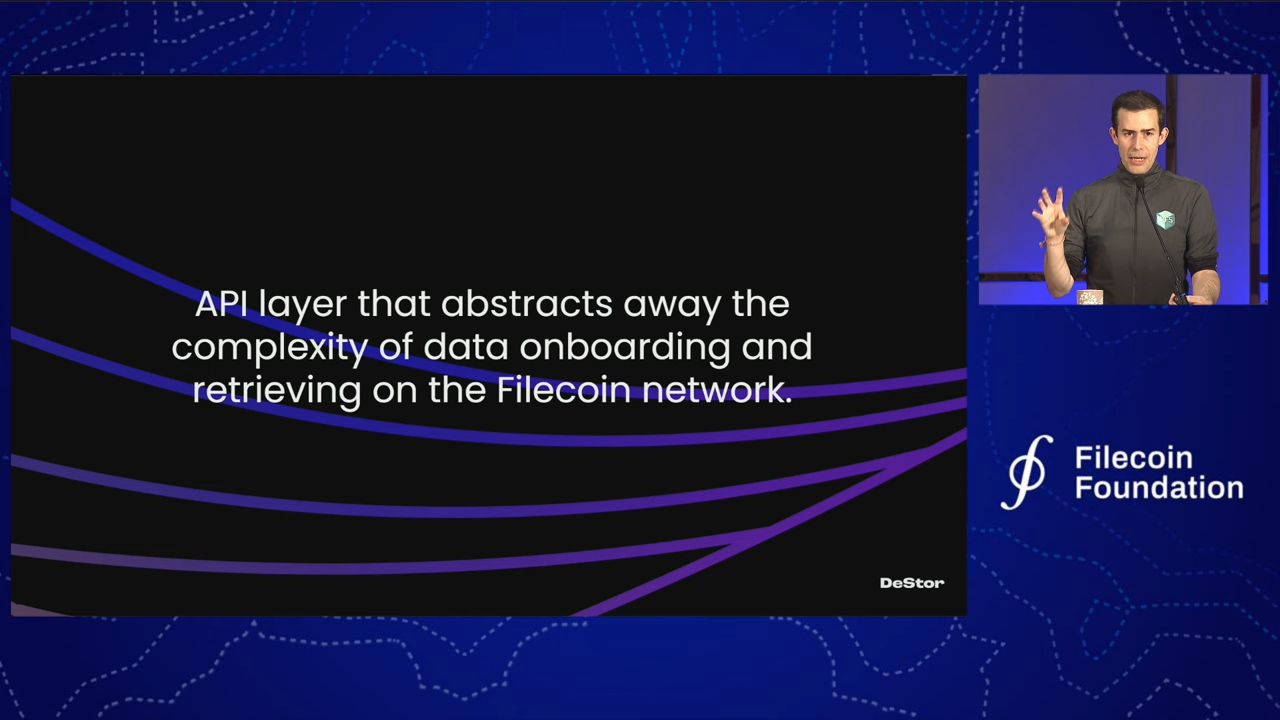 API layer that abstracts away the
complexity of data onboarding and
retrieving on the Filecoin network.
DeStor
Filecoin
Foundation